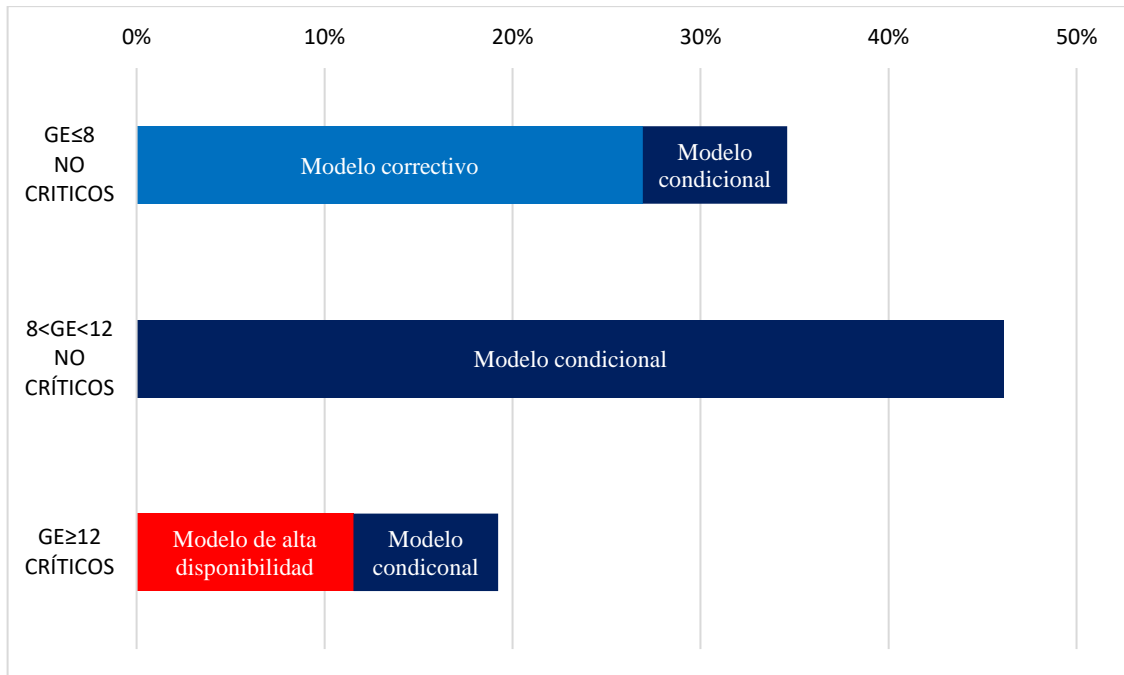 0% 10% 20% 30% 40% 50%
GE≤8
NO
CRITICOS
Modelo correctivo
Modelo
condicional
8<GE<12
NO
CRÍTICOS
Modelo condicional
GE≥12
CRÍTICOS
Modelo de alta
disponibilidad
Modelo
condiconal